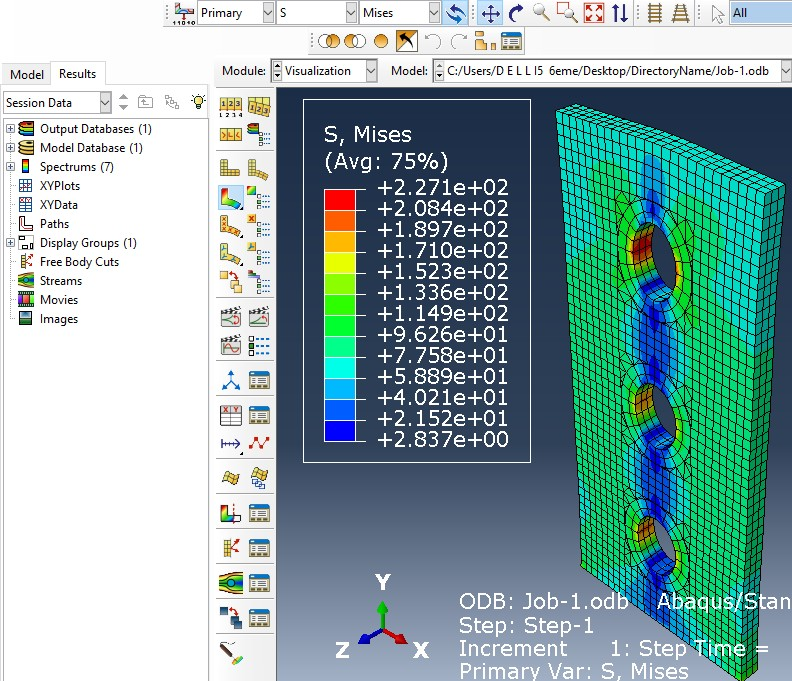 Primary S Mises All
Model Results Module: Visualization Model: C:/Users/D E L L I5 6eme/Desktop/DirectoryName/Job-1.odb
Session Data
Output Databases (1)
Model Database (1)
Spectrums (7)
XYPlots
XYData
Paths
Display Groups (1)
Free Body Cuts
Streams
Movies
Images
S, Mises
(Avg: 75%)
+2.271e+02
+2.084e+02
+1.897e+02
+1.710e+02
+1.523e+02
+1.336e+02
+1.149e+02
+9.626e+01
+7.758e+01
+5.889e+01
+4.021e+01
+2.152e+01
+2.837e+00
Y
Z X
ODB: Job-1.odb Abaqus/Stan
Step: Step-1
Increment 1: Step Time =
Primary Var: S, Mises